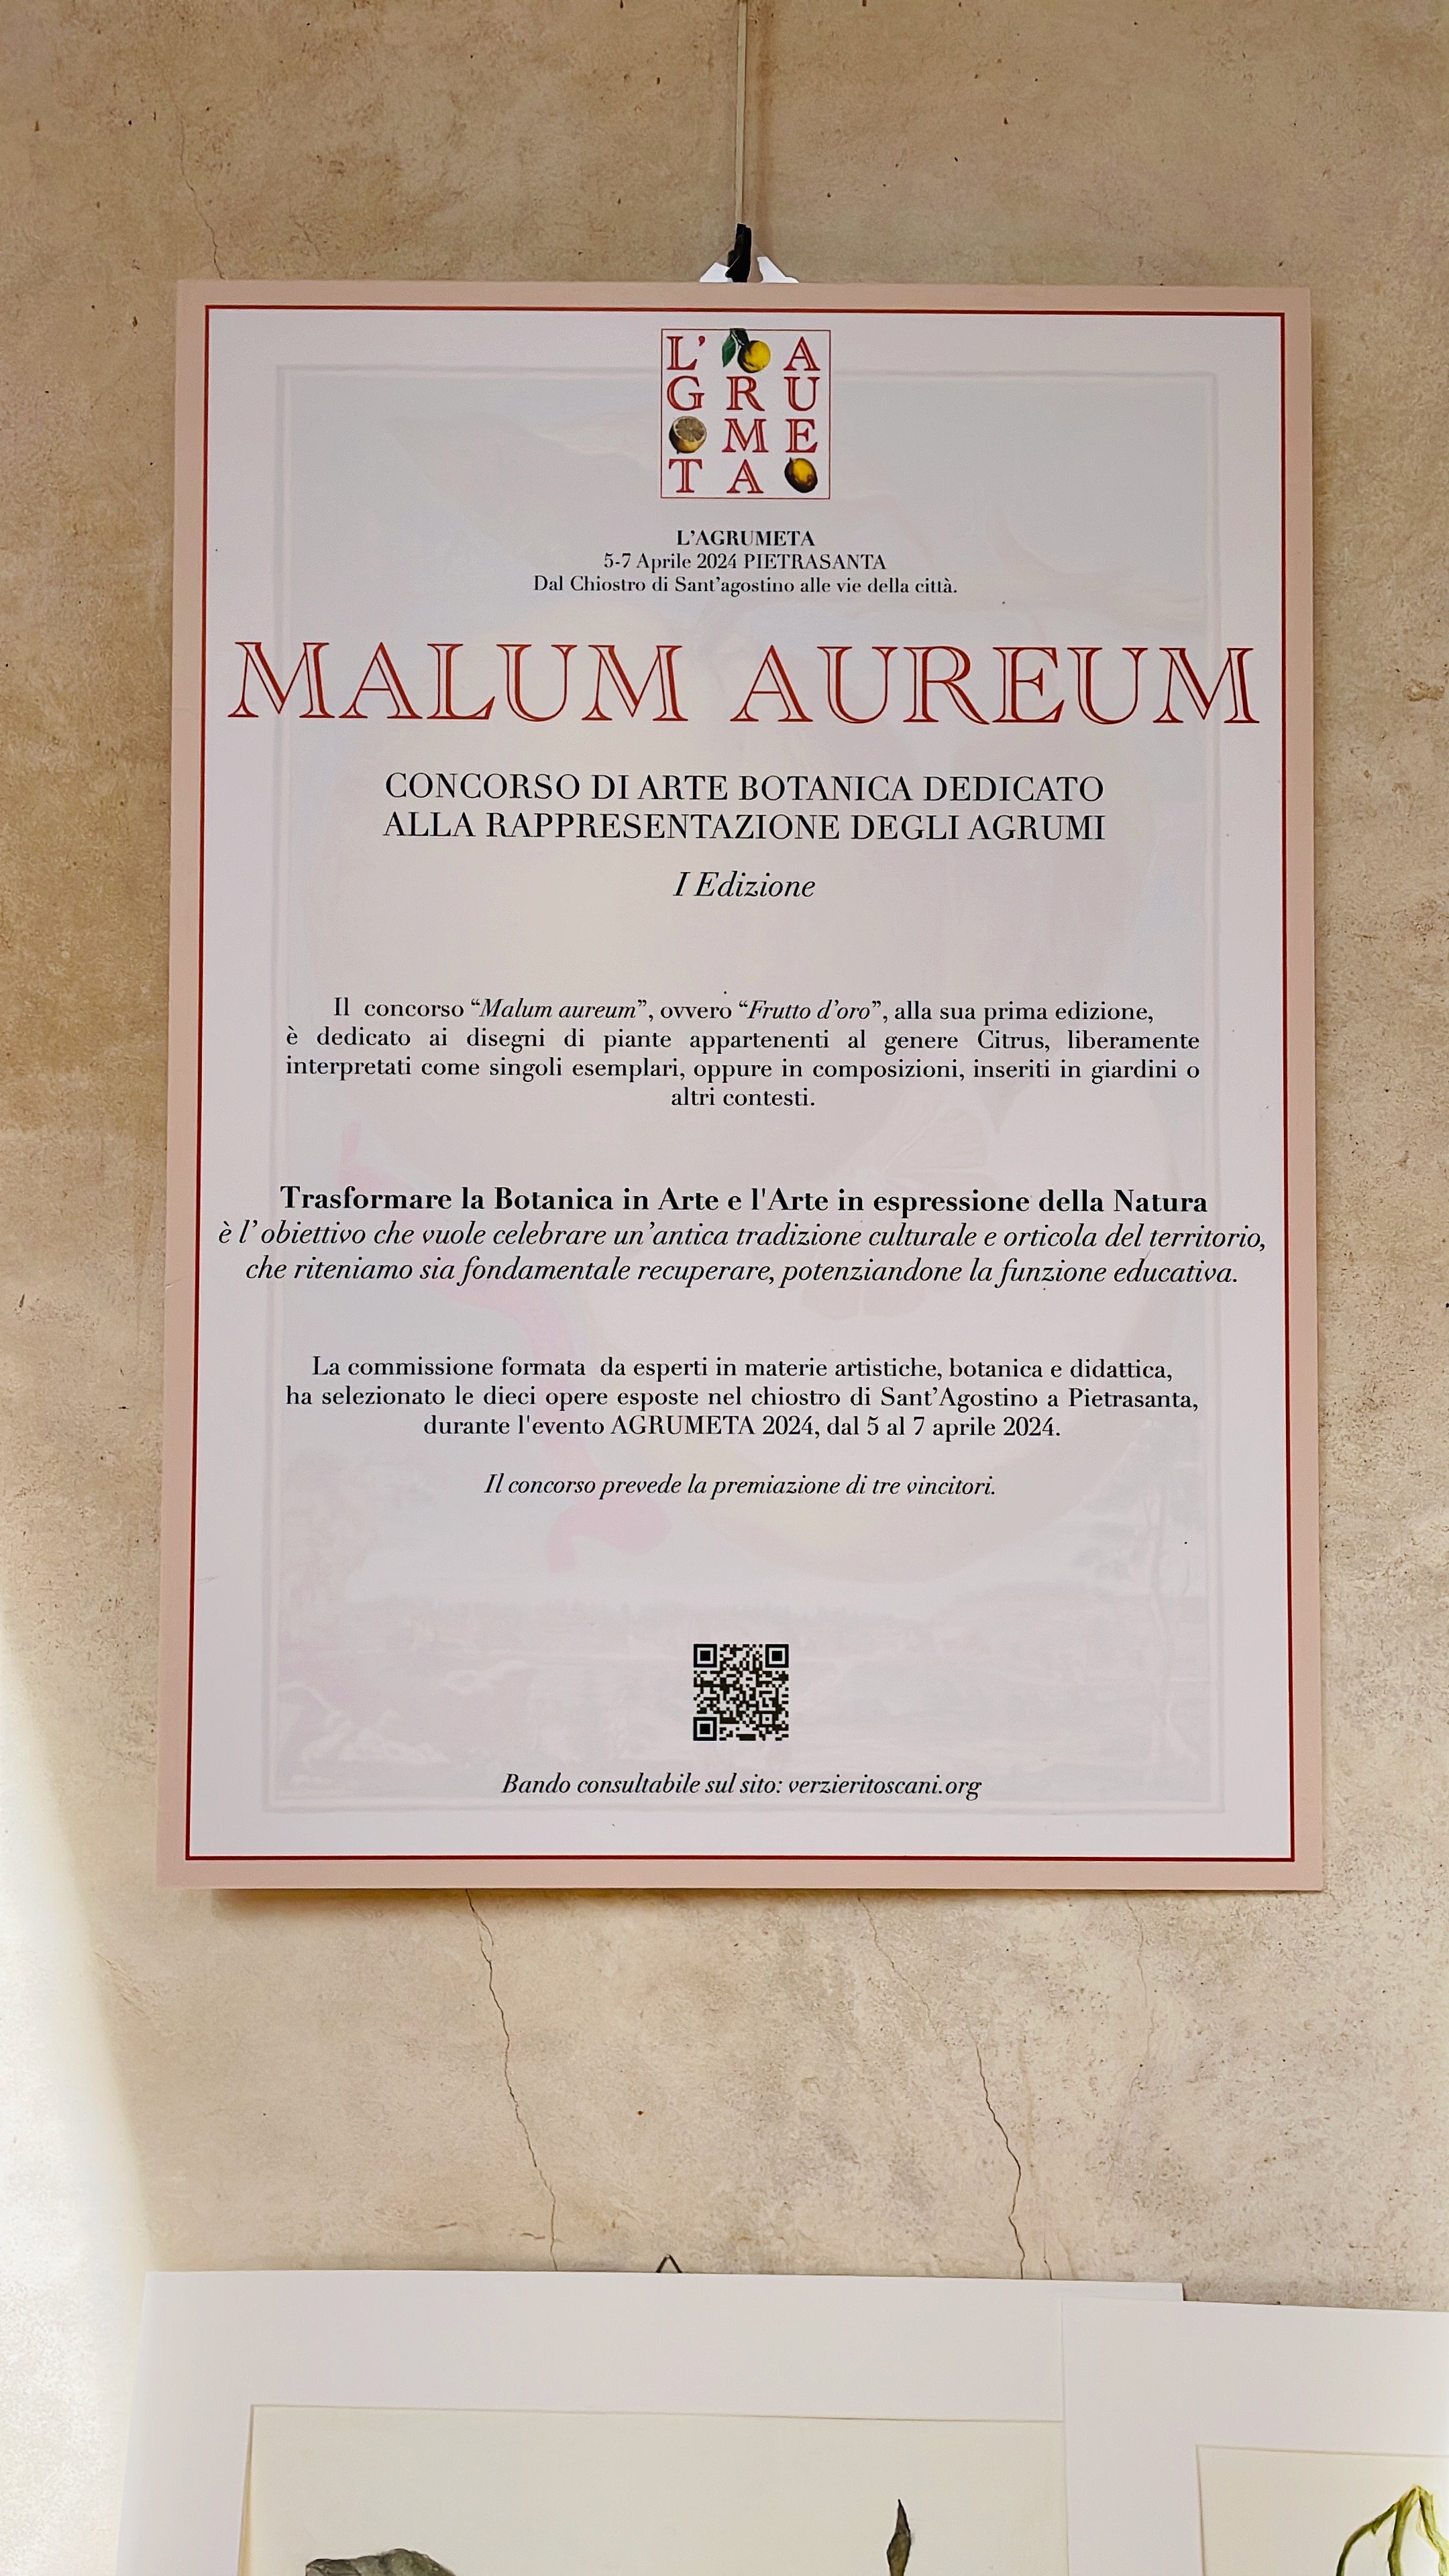 L' A
G R U
M E
T A
L'AGRUMETA
5-7 Aprile 2024 PIETRASANTA
Dal Chiostro di Sant'agostino alle vie della città.
MALUM AUREUM
CONCORSO DI ARTE BOTANICA DEDICATO
ALLA RAPPRESENTAZIONE DEGLI AGRUMI
I Edizione
Il concorso “Malum aureum”, ovvero “Frutto d'oro”, alla sua prima edizione,
è dedicato ai disegni di piante appartenenti al genere Citrus, liberamente
interpretati come singoli esemplari, oppure in composizioni, inseriti in giardini o
altri contesti.
Trasformare la Botanica in Arte e l'Arte in espressione della Natura
è l'obiettivo che vuole celebrare un'antica tradizione culturale e orticola del territorio,
che riteniamo sia fondamentale recuperare, potenziandone la funzione educativa.
La commissione formata da esperti in materie artistiche, botanica e didattica,
ha selezionato le dieci opere esposte nel chiostro di Sant'Agostino a Pietrasanta,
durante l'evento AGRUMETA 2024, dal 5 al 7 aprile 2024.
Il concorso prevede la premiazione di tre vincitori.
Bando consultabile sul sito: verzieritoscani.org